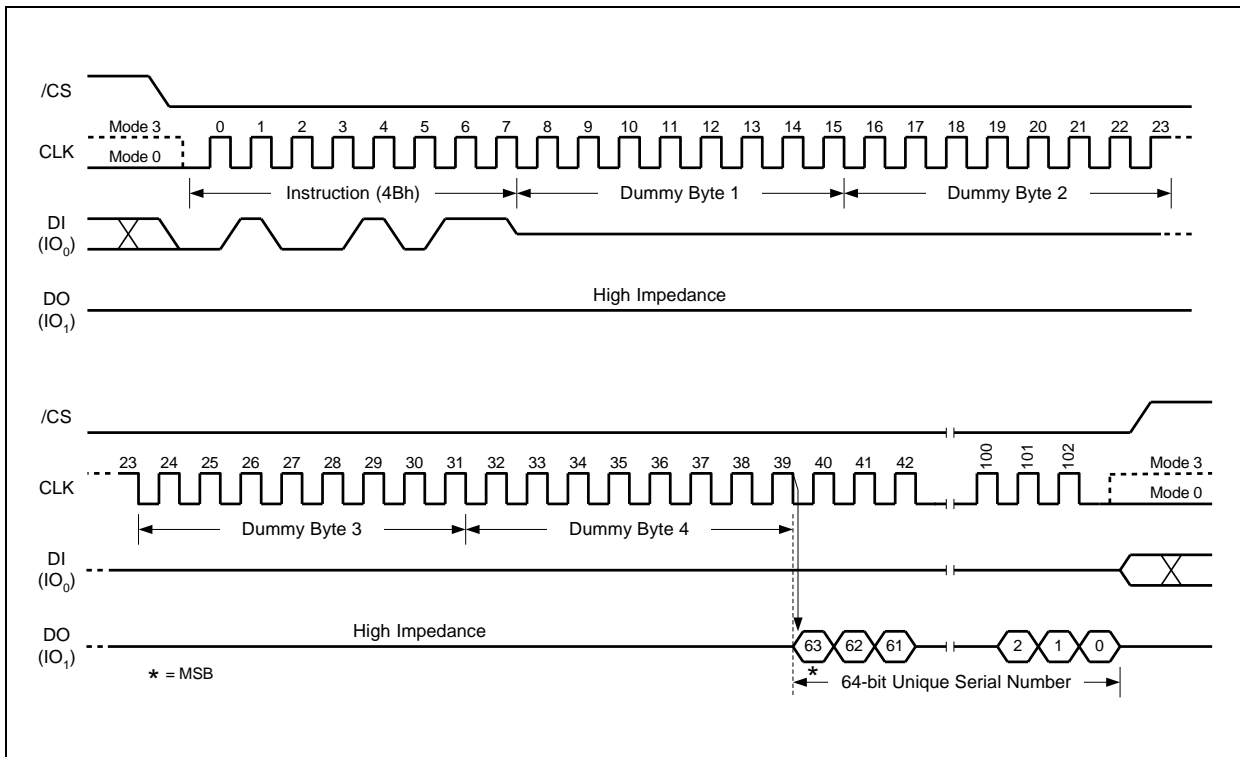 /CS
Mode 3
0 1 2 3 4 5 6 7 8 9 10 11 12 13 14 15 16 17 18 19 20 21 22 23
CLK
Mode 0
Instruction (4Bh) Dummy Byte 1 Dummy Byte 2
DI
(IO0)
High Impedance
DO
(IO1)
/CS
23 24 25 26 27 28 29 30 31 32 33 34 35 36 37 38 39 40 41 42 100 101 102
Mode 3
CLK
Mode 0
Dummy Byte 3 Dummy Byte 4
DI
(IO0)
High Impedance
DO
(IO1)
63 62 61 2 1 0
* = MSB
*
64-bit Unique Serial Number